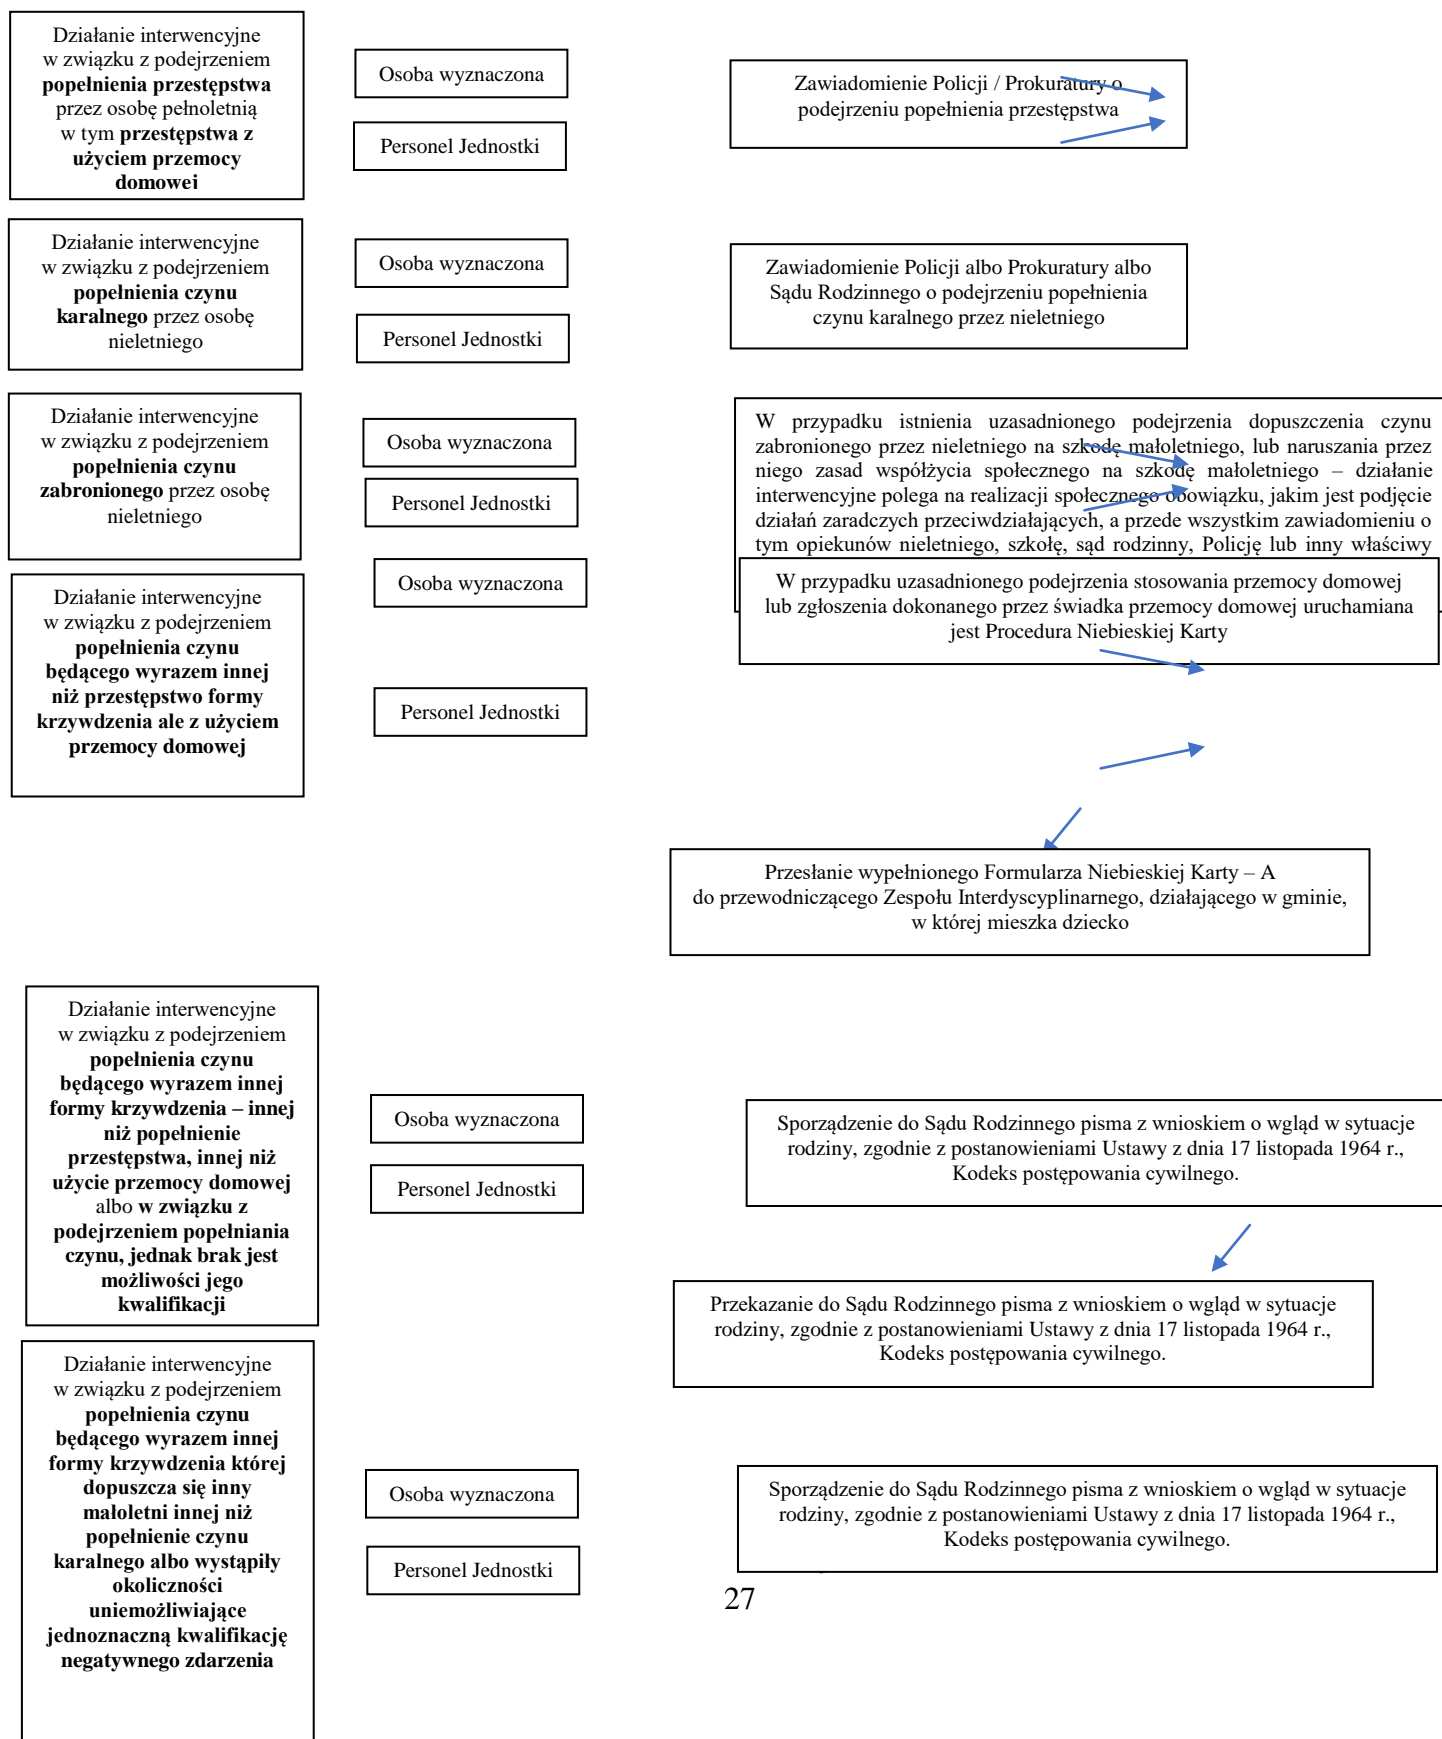 Działanie interwencyjne
w związku z podejrzeniem
popełnienia przestępstwa
przez osobę pełnoletnią
w tym przestępstwa z
użyciem przemocy
domowej
Osoba wyznaczona
Personel Jednostki
Zawiadomienie Policji / Prokuratury o
podejrzeniu popełnienia przestępstwa
Działanie interwencyjne
w związku z podejrzeniem
popełnienia czynu
karalnego przez osobę
nieletniego
Osoba wyznaczona
Personel Jednostki
Zawiadomienie Policji albo Prokuratury albo
Sądu Rodzinnego o podejrzeniu popełnienia
czynu karalnego przez nieletniego
Działanie interwencyjne
w związku z podejrzeniem
popełnienia czynu
zabronionego przez osobę
nieletniego
Osoba wyznaczona
Personel Jednostki
W przypadku istnienia uzasadnionego podejrzenia dopuszczenia czynu
zabronionego przez nieletniego na szkodę małoletniego, lub naruszania przez
niego zasad współżycia społecznego na szkodę małoletniego – działanie
interwencyjne polega na realizacji społecznego obowiązku, jakim jest podjęcie
działań zaradczych przeciwdziałających, a przede wszystkim zawiadomieniu o
tym opiekunów nieletniego, szkołę, sąd rodzinny, Policję lub inny właściwy
Działanie interwencyjne
w związku z podejrzeniem
popełnienia czynu
będącego wyrazem innej
niż przestępstwo formy
krzywdzenia ale z użyciem
przemocy domowej
Osoba wyznaczona
Personel Jednostki
W przypadku uzasadnionego podejrzenia stosowania przemocy domowej
lub zgłoszenia dokonanego przez świadka przemocy domowej uruchamiana
jest Procedura Niebieskiej Karty
Przesłanie wypełnionego Formularza Niebieskiej Karty – A
do przewodniczącego Zespołu Interdyscyplinarnego, działającego w gminie,
w której mieszka dziecko
Działanie interwencyjne
w związku z podejrzeniem
popełnienia czynu
będącego wyrazem innej
formy krzywdzenia – innej
niż popełnienie
przestępstwa, innej niż
użycie przemocy domowej
albo w związku z
podejrzeniem popełniania
czynu, jednak brak jest
możliwości jego
kwalifikacji
Osoba wyznaczona
Personel Jednostki
Sporządzenie do Sądu Rodzinnego pisma z wnioskiem o wgląd w sytuacje
rodziny, zgodnie z postanowieniami Ustawy z dnia 17 listopada 1964 r.,
Kodeks postępowania cywilnego.
Przekazanie do Sądu Rodzinnego pisma z wnioskiem o wgląd w sytuacje
rodziny, zgodnie z postanowieniami Ustawy z dnia 17 listopada 1964 r.,
Kodeks postępowania cywilnego.
Działanie interwencyjne
w związku z podejrzeniem
popełnienia czynu
będącego wyrazem innej
formy krzywdzenia której
dopuszcza się inny
małoletni innej niż
popełnienie czynu
karalnego albo wystąpiły
okoliczności
uniemożliwiające
jednoznaczną kwalifikację
negatywnego zdarzenia
Osoba wyznaczona
Personel Jednostki
Sporządzenie do Sądu Rodzinnego pisma z wnioskiem o wgląd w sytuacje
rodziny, zgodnie z postanowieniami Ustawy z dnia 17 listopada 1964 r.,
Kodeks postępowania cywilnego.
27